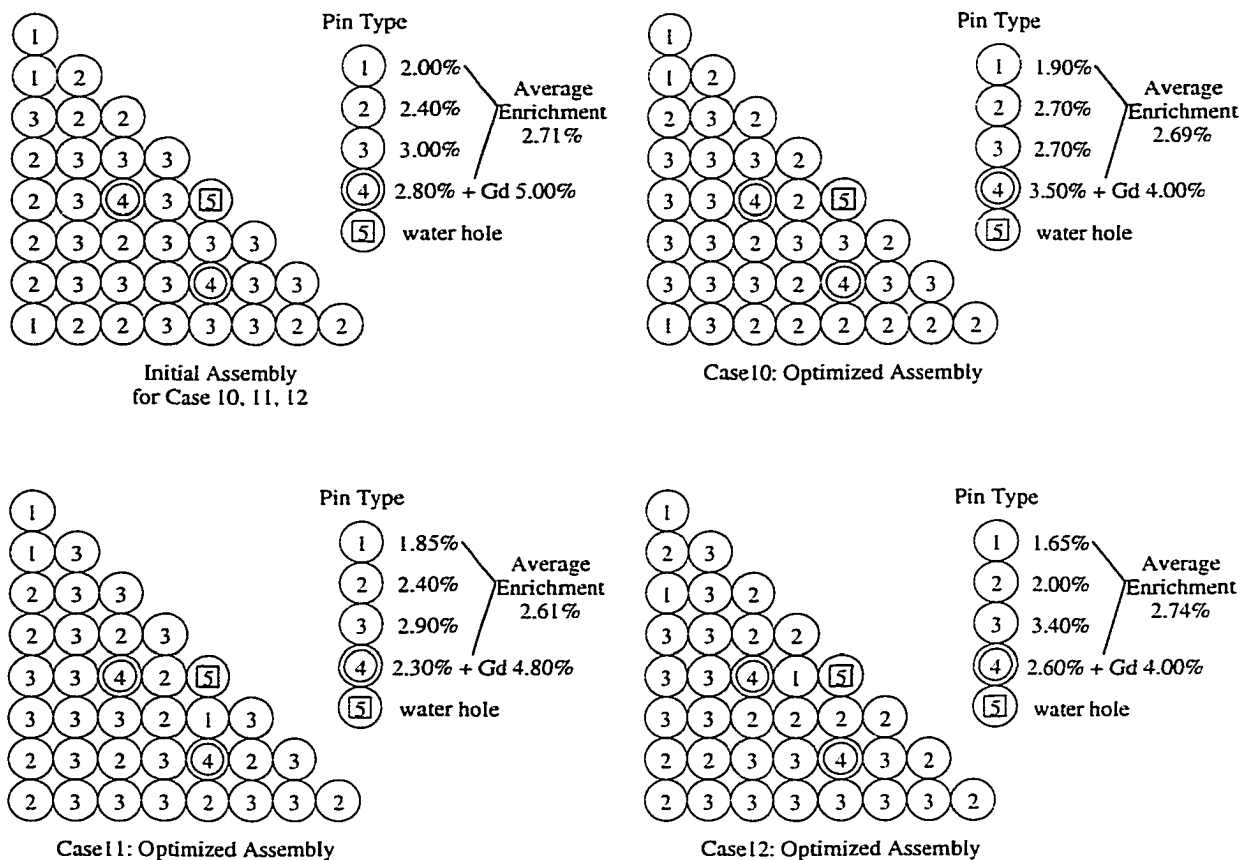 1
1 2
3 2 2
2 3 3 3
2 3 4 3 5
2 3 2 3 3 3
2 3 3 3 4 3 3
1 2 2 3 3 3 2 2
Initial Assembly
for Case 10, 11, 12
Pin Type
1 2.00%
2 2.40%
3 3.00%
4 2.80% + Gd 5.00%
5 water hole
Average
Enrichment
2.71%
1
1 2
2 3 2
3 3 3 2
3 3 4 2 5
3 3 2 3 3 2
3 3 3 2 4 3 3
1 3 2 2 2 2 2 2
Case10: Optimized Assembly
Pin Type
1 1.90%
2 2.70%
3 2.70%
4 3.50% + Gd 4.00%
5 water hole
Average
Enrichment
2.69%
1
1 3
2 3 3
2 3 2 3
3 3 4 2 5
3 3 3 2 1 3
2 3 2 3 4 2 3
2 3 3 3 2 3 3 2
Case11: Optimized Assembly
Pin Type
1 1.85%
2 2.40%
3 2.90%
4 2.30% + Gd 4.80%
5 water hole
Average
Enrichment
2.61%
1
2 3
1 3 2
3 3 2 2
3 3 4 1 5
3 3 2 2 2 2
2 2 3 3 4 3 2
2 3 3 3 3 3 3 2
Case12: Optimized Assembly
Pin Type
1 1.65%
2 2.00%
3 3.40%
4 2.60% + Gd 4.00%
5 water hole
Average
Enrichment
2.74%